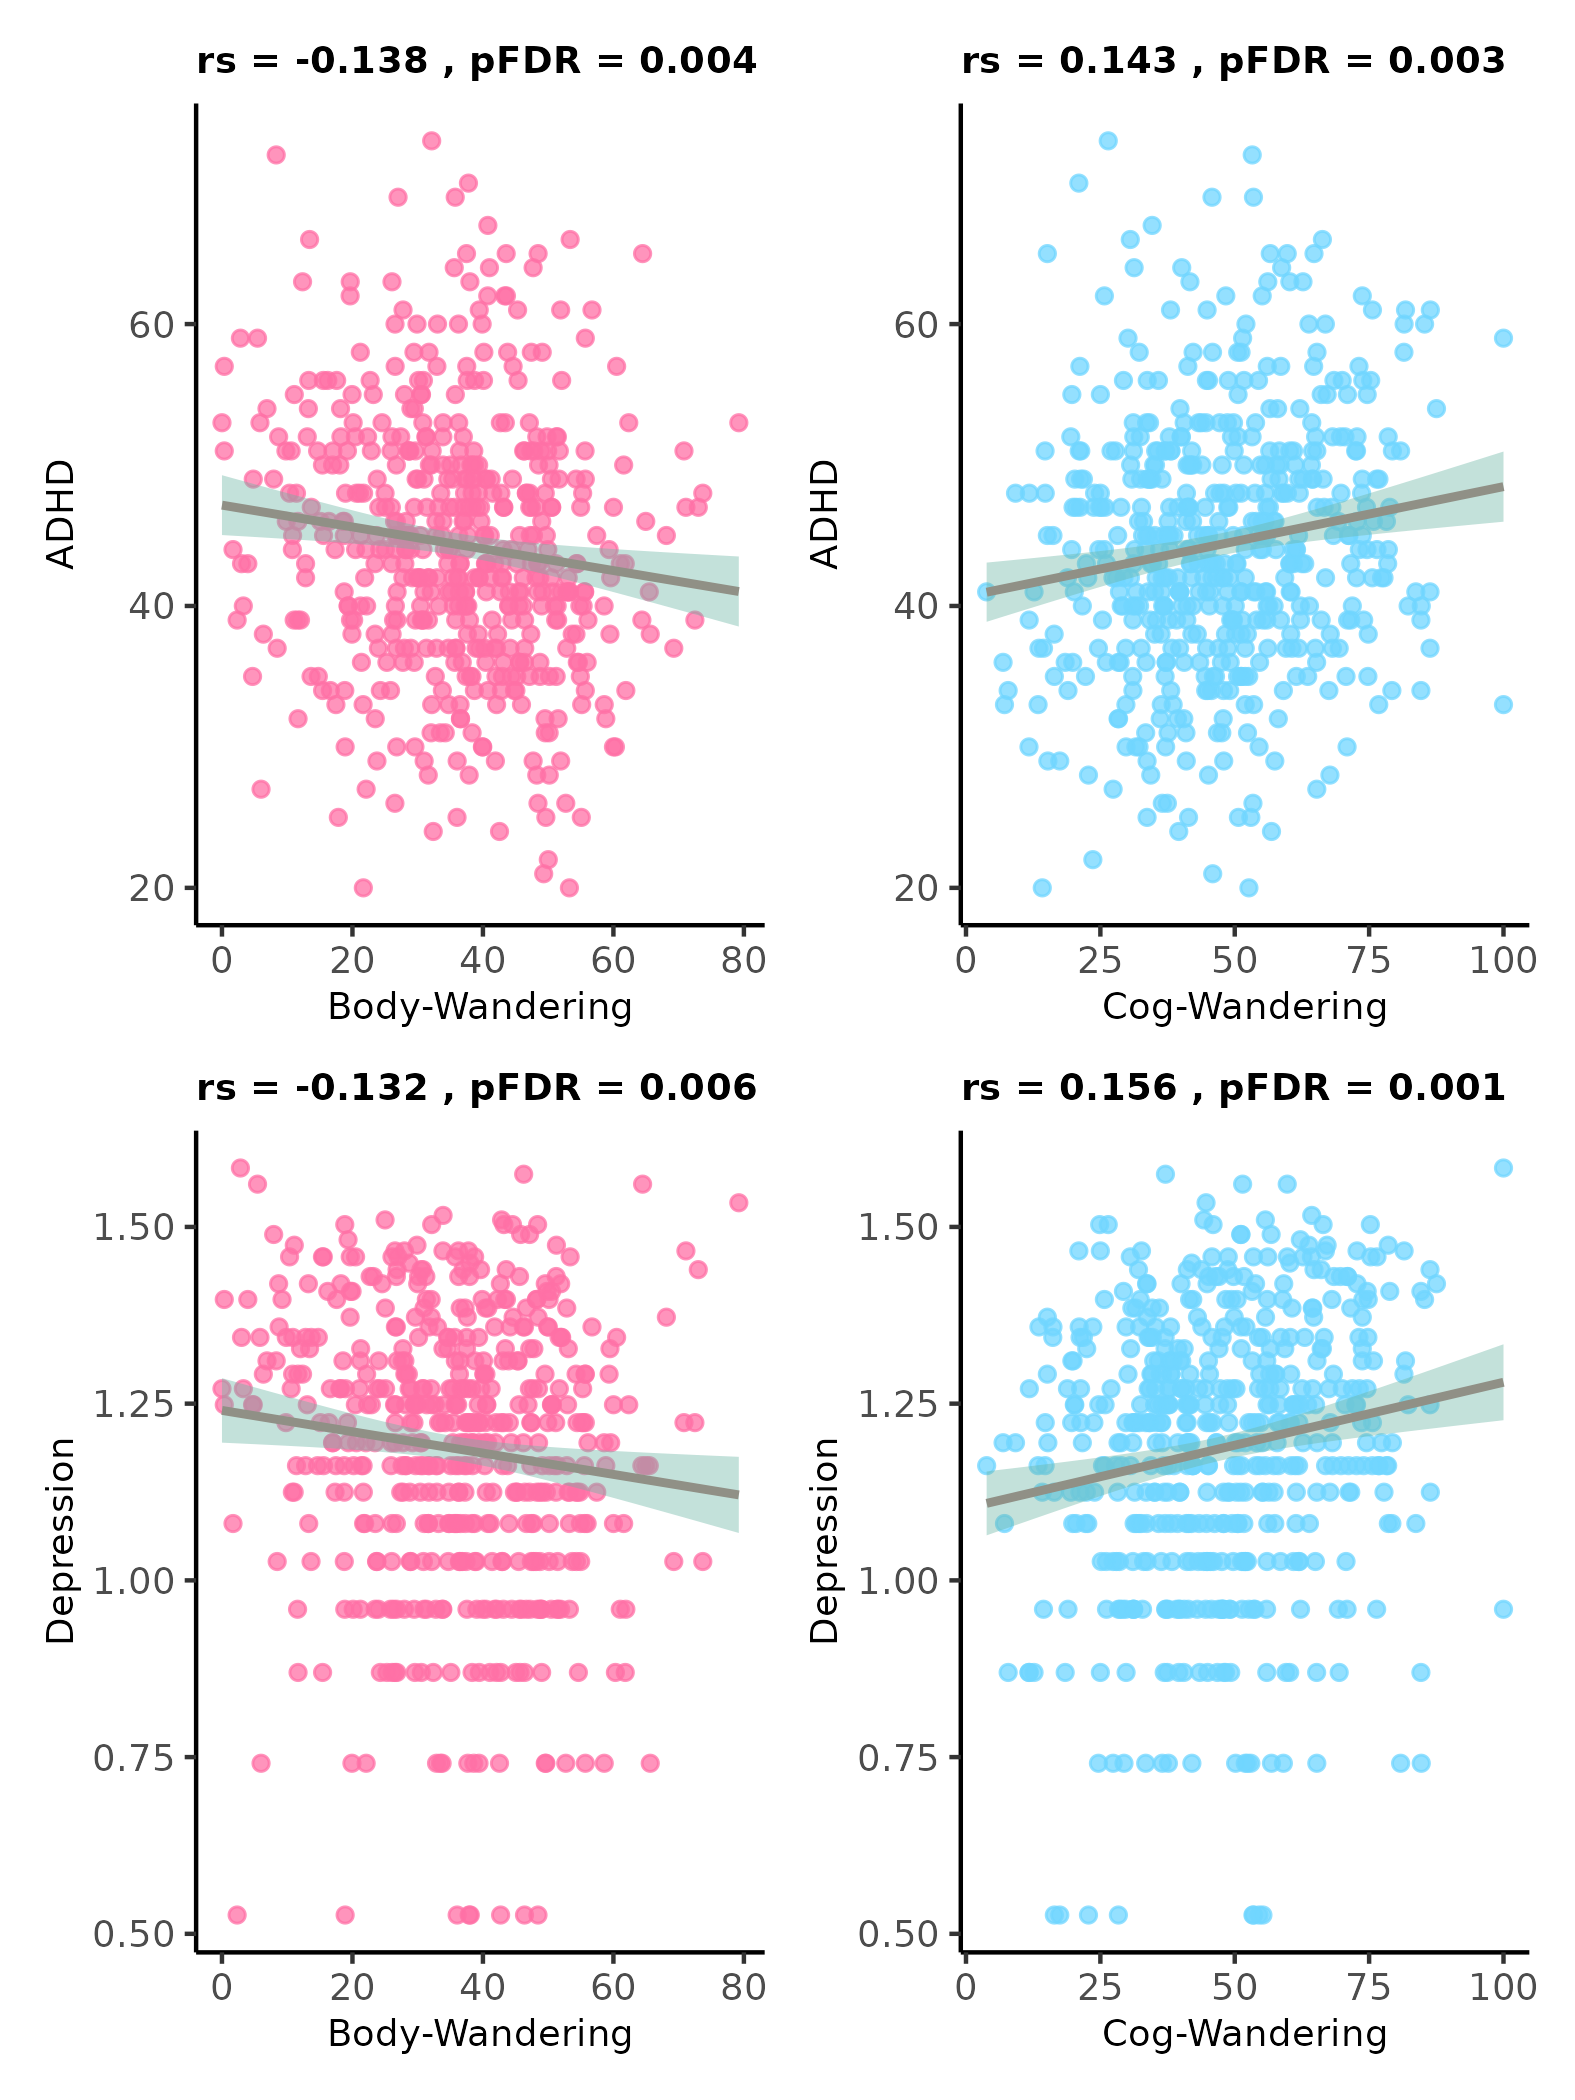 rs = -0.138 , pFDR = 0.004
ADHD
60
40
20
0 20 40 60 80
Body-Wandering
rs = 0.143 , pFDR = 0.003
ADHD
60
40
20
0 25 50 75 100
Cog-Wandering
rs = -0.132 , pFDR = 0.006
Depression
1.50
1.25
1.00
0.75
0.50
0 20 40 60 80
Body-Wandering
rs = 0.156 , pFDR = 0.001
Depression
1.50
1.25
1.00
0.75
0.50
0 25 50 75 100
Cog-Wandering